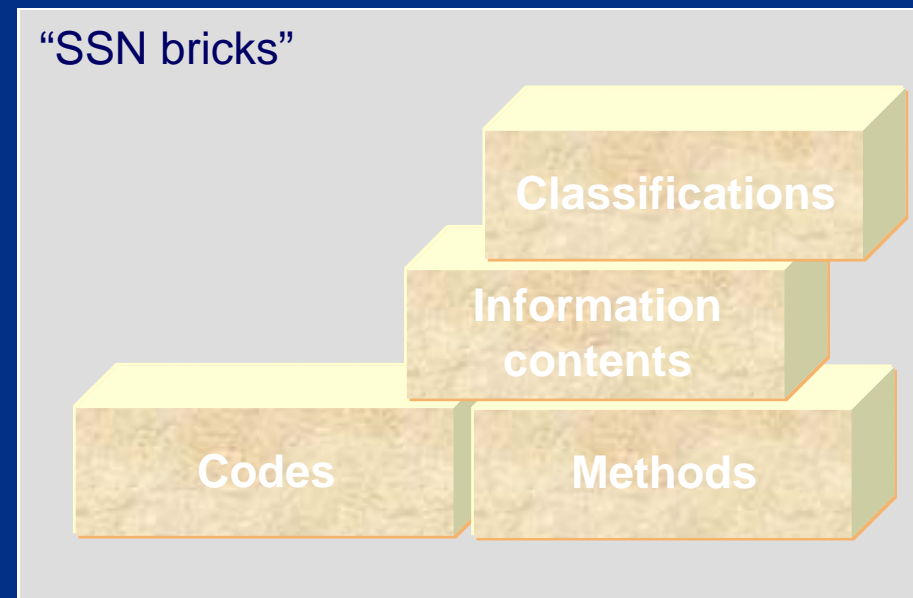 “SSN bricks”
Classifications
Information
contents
Codes
Methods